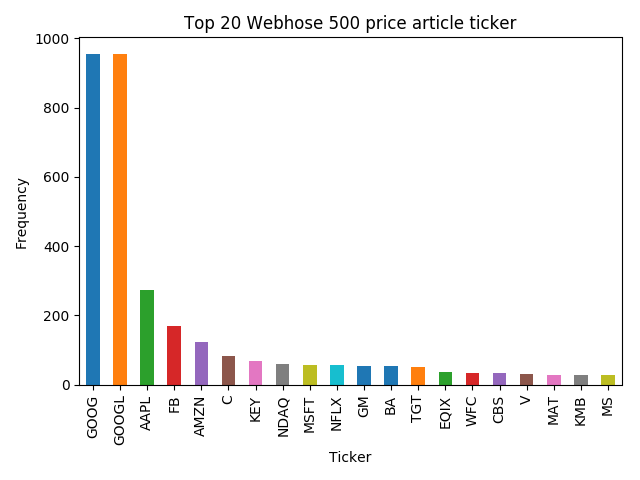 Top 20 Webhose 500 price article ticker
1000
800
600
400
200
0
Frequency
GOOG
GOOGL
AAPL
FB
AMZN
C
KEY
NDAQ
MSFT
NFLX
GM
BA
TGT
EQIX
WFC
CBS
V
MAT
KMB
MS
Ticker